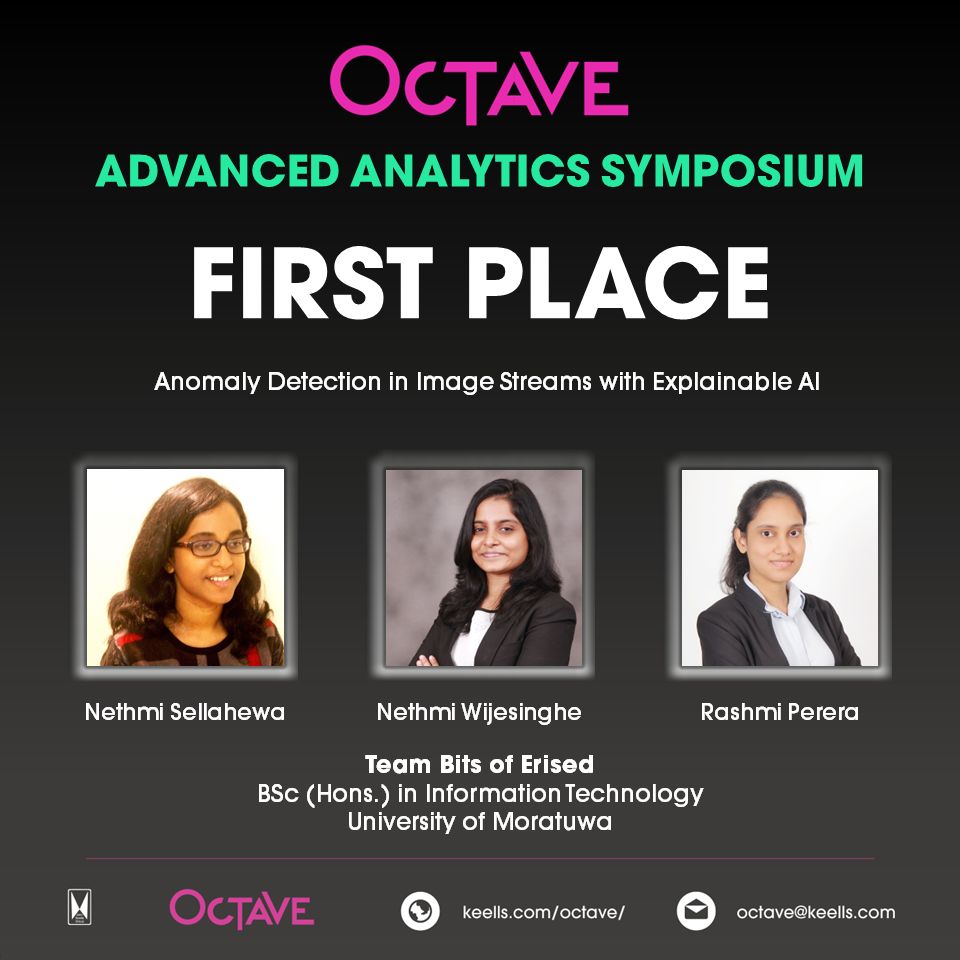 OCTAVE
ADVANCED ANALYTICS SYMPOSIUM
FIRST PLACE
Anomaly Detection in Image Streams with Explainable AI
Nethmi Sellahewa
Nethmi Wijesinghe
Rashmi Perera
Team Bits of Erised
BSc (Hons.) in Information Technology
University of Moratuwa
OCTAVE
keells.com/octave/
octave@keells.com